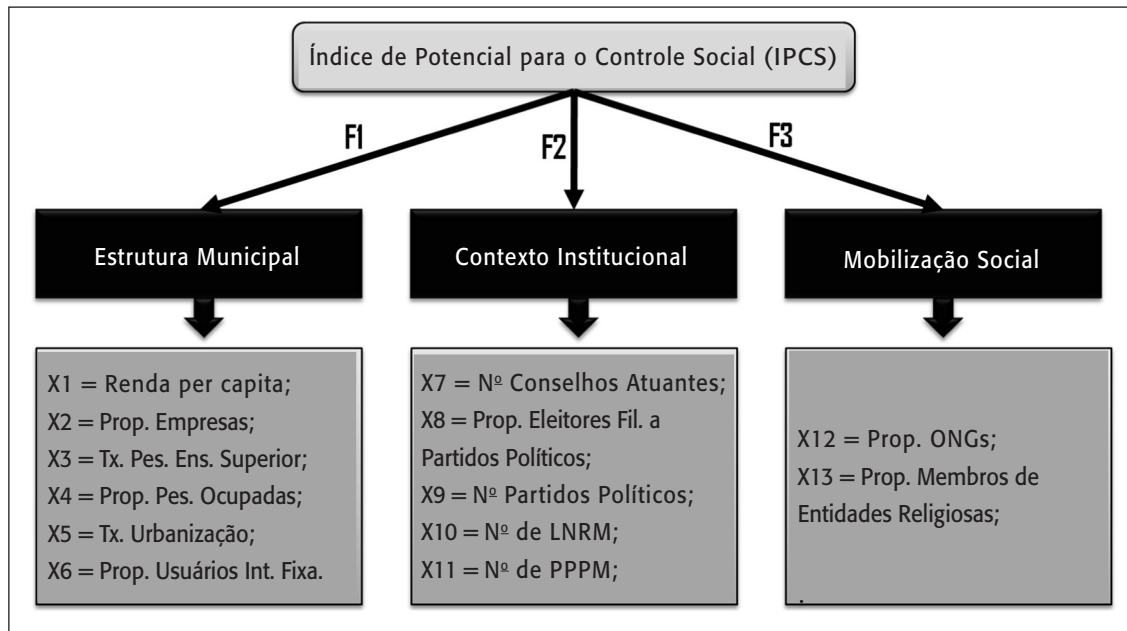 Índice de Potencial para o Controle Social (IPCS)
F1
F2
F3
Estrutura Municipal
Contexto Institucional
Mobilização Social
X1 = Renda per capita;
X2 = Prop. Empresas;
X3 = Tx. Pes. Ens. Superior;
X4 = Prop. Pes. Ocupadas;
X5 = Tx. Urbanização;
X6 = Prop. Usuários Int. Fixa.
X7 = Nº Conselhos Atuantes;
X8 = Prop. Eleitores Fil. a
Partidos Políticos;
X9 = Nº Partidos Políticos;
X10 = Nº de LNRM;
X11 = Nº de PPPM;
X12 = Prop. ONGs;
X13 = Prop. Membros de
Entidades Religiosas;
.